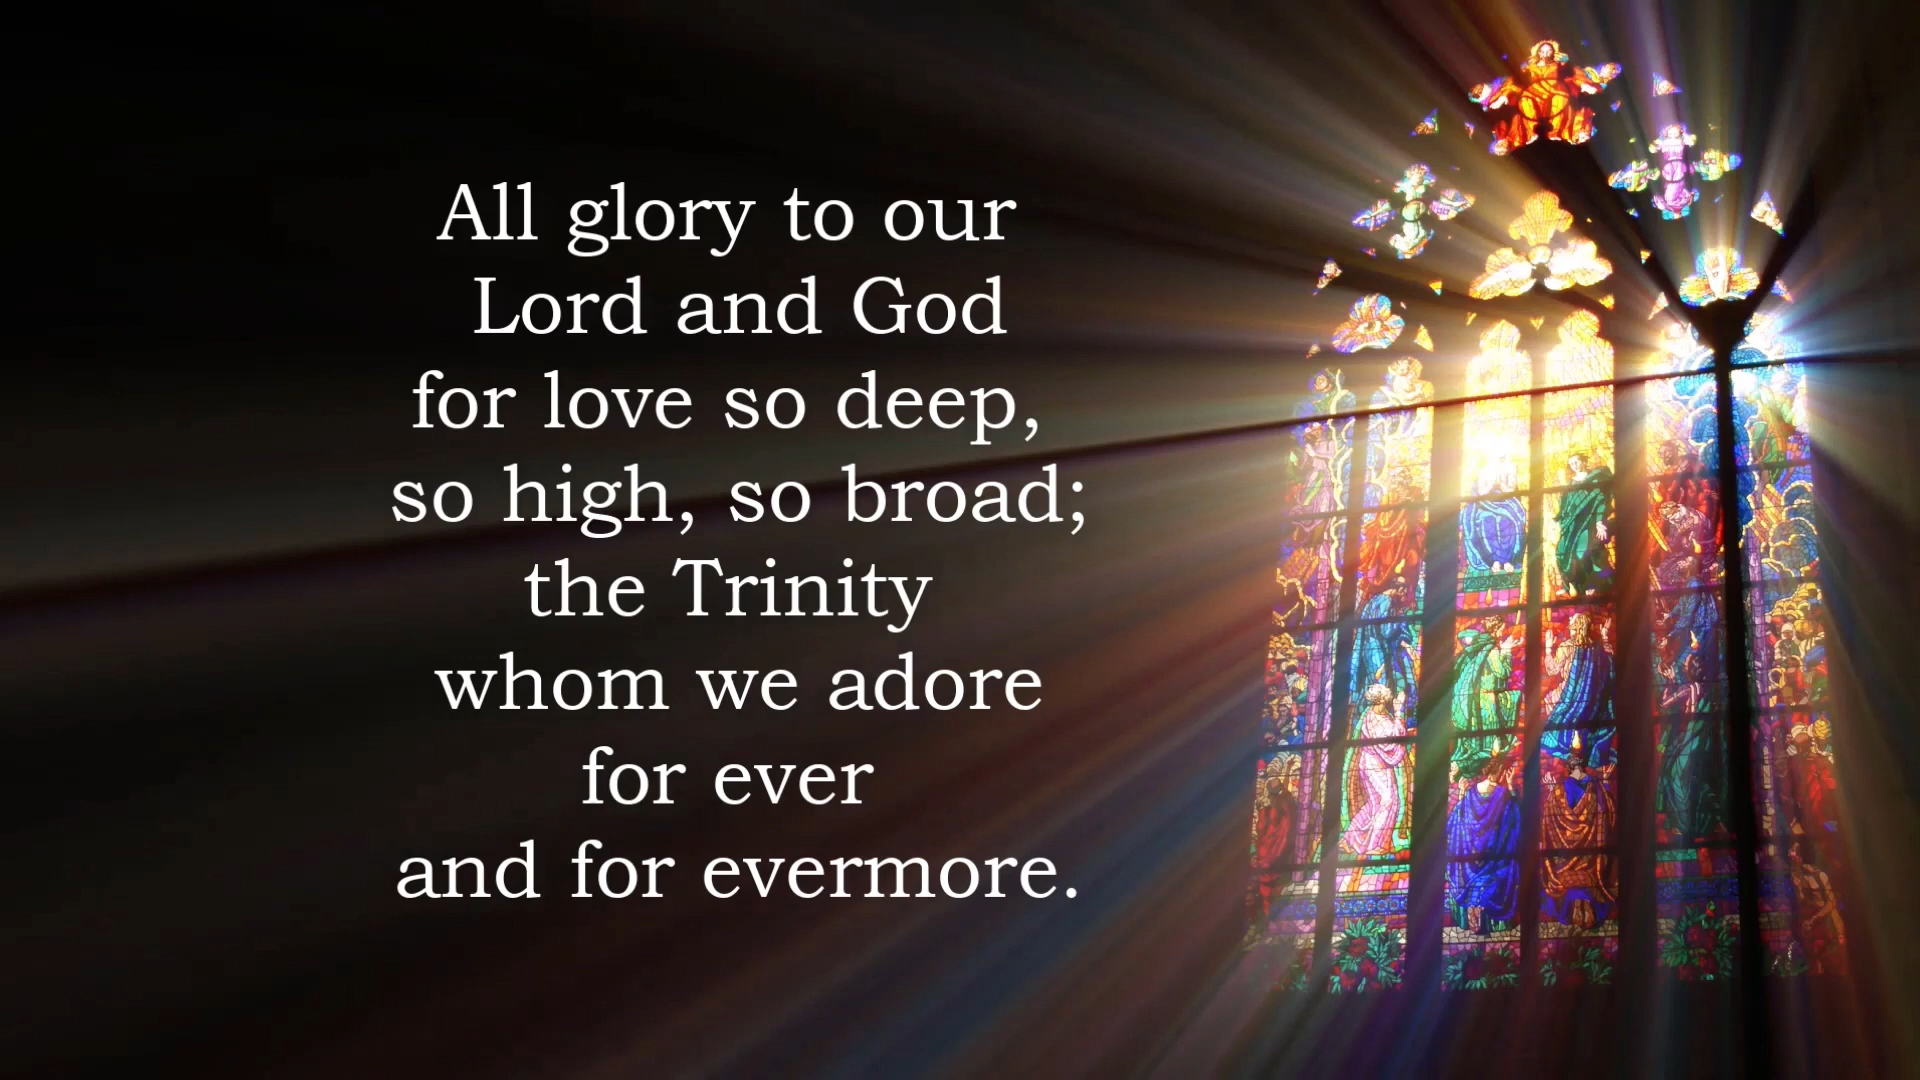 All glory to our
Lord and God
for love so deep,
so high, so broad;
the Trinity
whom we adore
for ever
and for evermore.